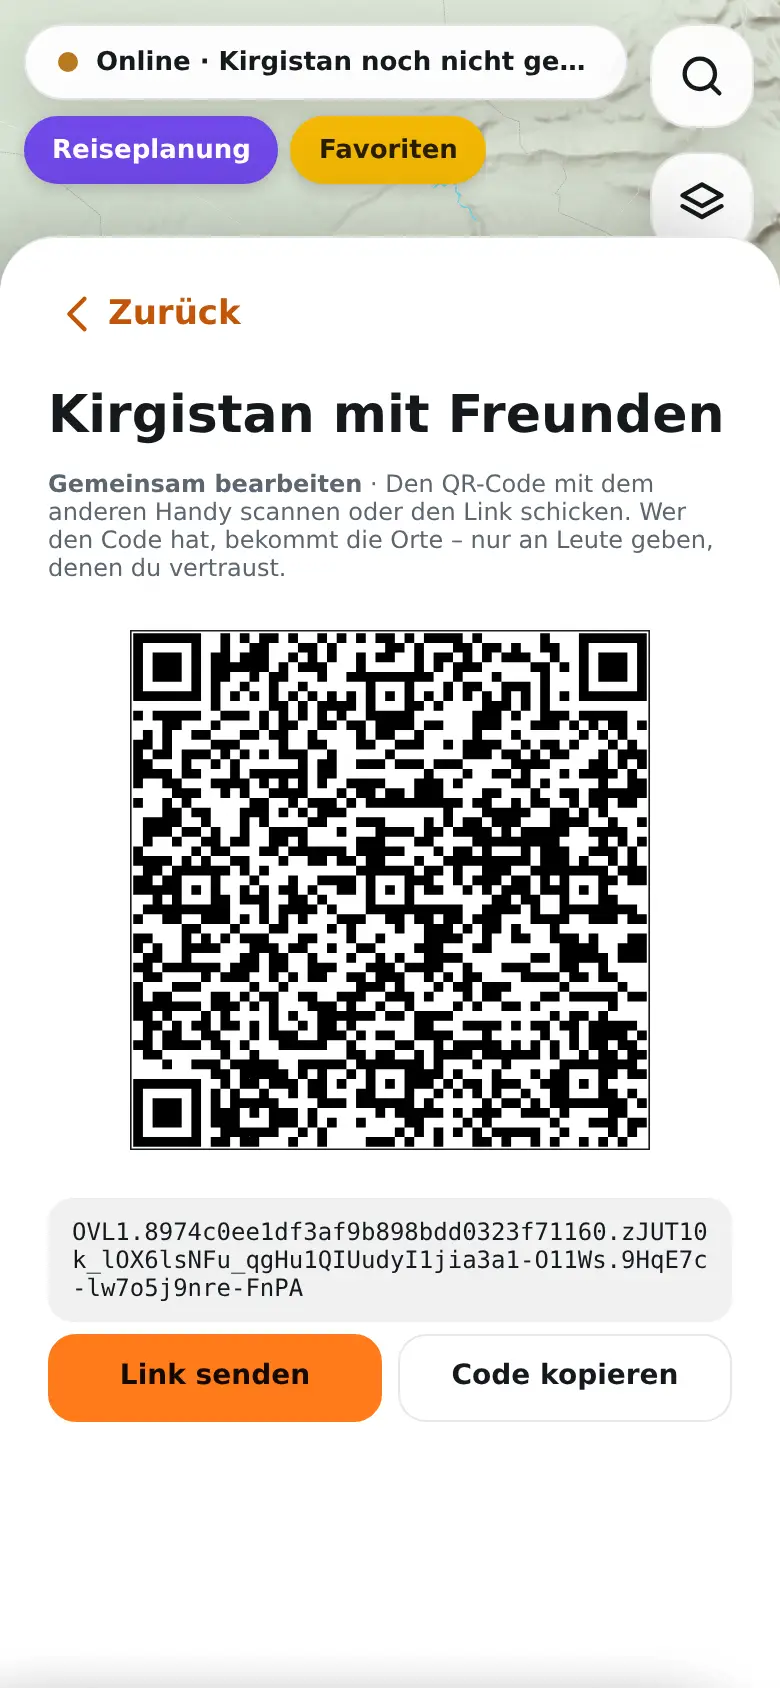 Online · Kirgistan noch nicht ge…
Reiseplanung
Favoriten
Zurück
Kirgistan mit Freunden
Gemeinsam bearbeiten · Den QR-Code mit dem
anderen Handy scannen oder den Link schicken. Wer
den Code hat, bekommt die Orte – nur an Leute geben,
denen du vertraust.
OVL1.8974c0ee1df3af9b898bdd0323f71160.zJUT10
k_lOX6lsNFu_qgHu1QIUudyI1jia3a1-O11Ws.9HqE7c
-lw7o5j9nre-FnPA
Link senden
Code kopieren